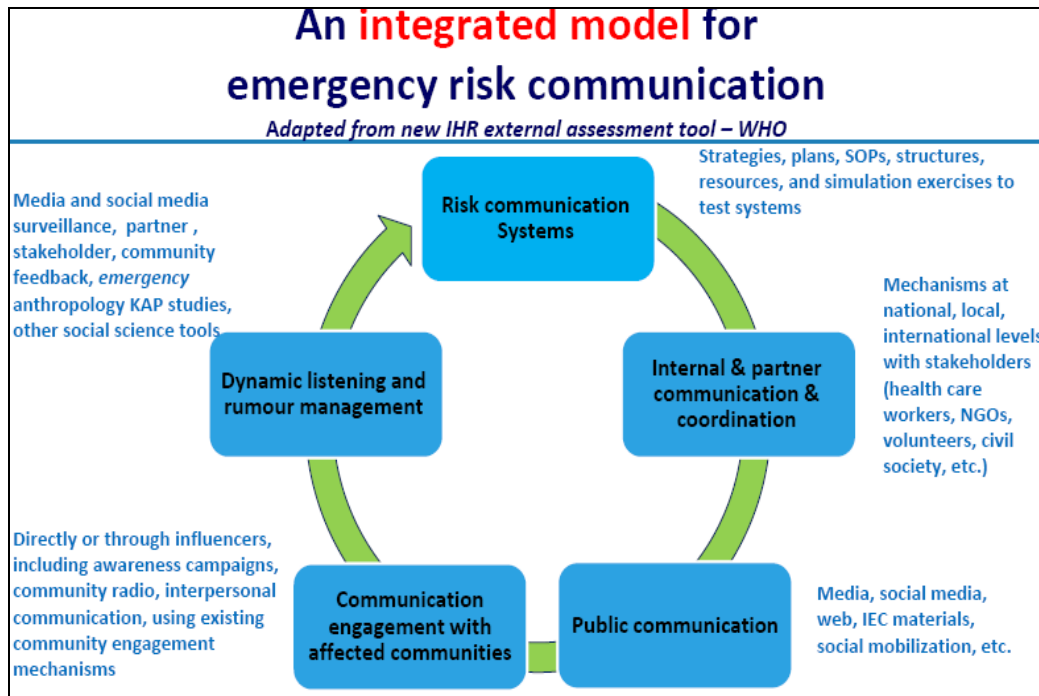 An integrated model for
emergency risk communication
Adapted from new IHR external assessment tool – WHO
Risk communication
Systems
Strategies, plans, SOPs, structures,
resources, and simulation exercises to
test systems
Internal & partner
communication &
coordination
Mechanisms at
national, local,
international levels
with stakeholders
(health care
workers, NGOs,
volunteers, civil
society, etc.)
Public communication
Media, social media,
web, IEC materials,
social mobilization, etc.
Communication
engagement with
affected communities
Directly or through influencers,
including awareness campaigns,
community radio, interpersonal
communication, using existing
community engagement
mechanisms
Dynamic listening and
rumour management
Media and social media
surveillance, partner ,
stakeholder, community
feedback, emergency
anthropology KAP studies,
other social science tools